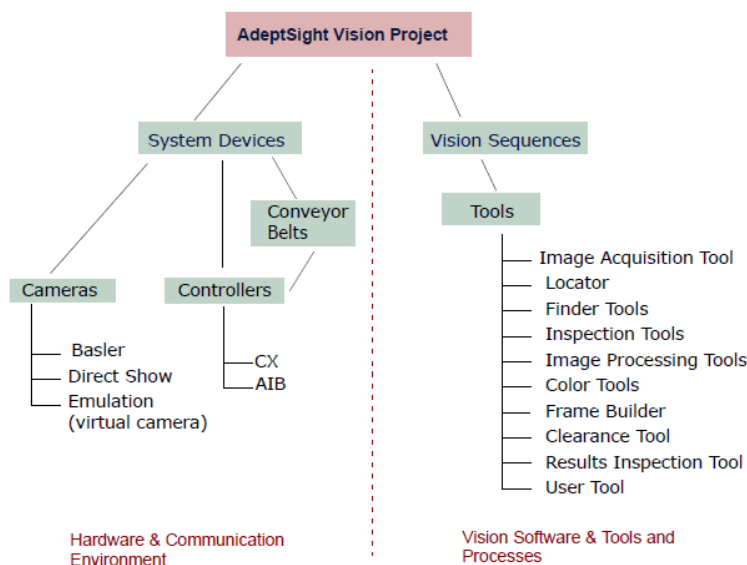 AdeptSight Vision Project
System Devices
Vision Sequences
Conveyor
Belts
Tools
Cameras
Controllers
Basler
Direct Show
Emulation
(virtual camera)
CX
AIB
Image Acquisition Tool
Locator
Finder Tools
Inspection Tools
Image Processing Tools
Color Tools
Frame Builder
Clearance Tool
Results Inspection Tool
User Tool
Hardware & Communication
Environment
Vision Software & Tools and
Processes